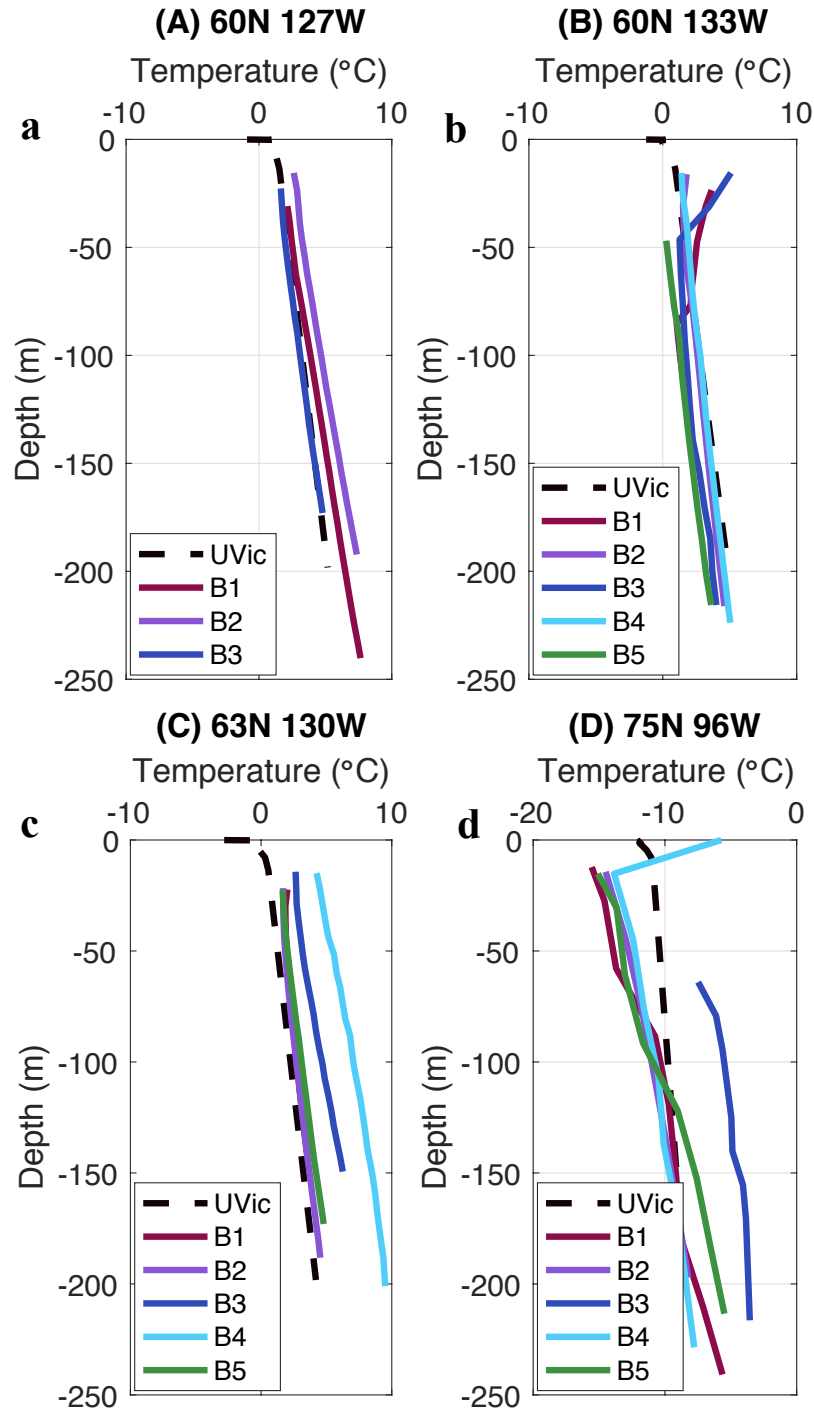 (A) 60N 127W
Temperature (°C)
-10 0 10
a
0
-50
-100
-150
-200
-250
Depth (m)
UVic
B1
B2
B3
(B) 60N 133W
Temperature (°C)
-10 0 10
b
0
-50
-100
-150
-200
-250
Depth (m)
UVic
B1
B2
B3
B4
B5
(C) 63N 130W
Temperature (°C)
-10 0 10
c
0
-50
-100
-150
-200
-250
Depth (m)
UVic
B1
B2
B3
B4
B5
(D) 75N 96W
Temperature (°C)
-20 -10 0
d
0
-50
-100
-150
-200
-250
Depth (m)
UVic
B1
B2
B3
B4
B5